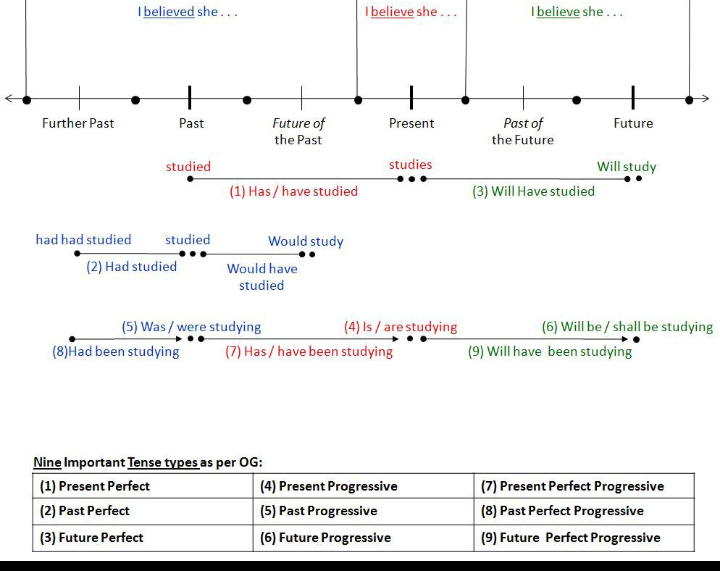 I believed she . . .
I believe she . . .
I believe she . . .
Further Past
Past
Future of
the Past
Present
Past of
the Future
Future
studied
studies
Will study
(1) Has / have studied
(3) Will Have studied
had had studied
studied
Would study
(2) Had studied
Would have
studied
(5) Was / were studying
(4) Is / are studying
(6) Will be / shall be studying
(8)Had been studying
(7) Has / have been studying
(9) Will have been studying
Nine Important Tense types as per OG:
(1) Present Perfect
(4) Present Progressive
(7) Present Perfect Progressive
(2) Past Perfect
(5) Past Progressive
(8) Past Perfect Progressive
(3) Future Perfect
(6) Future Progressive
(9) Future Perfect Progressive